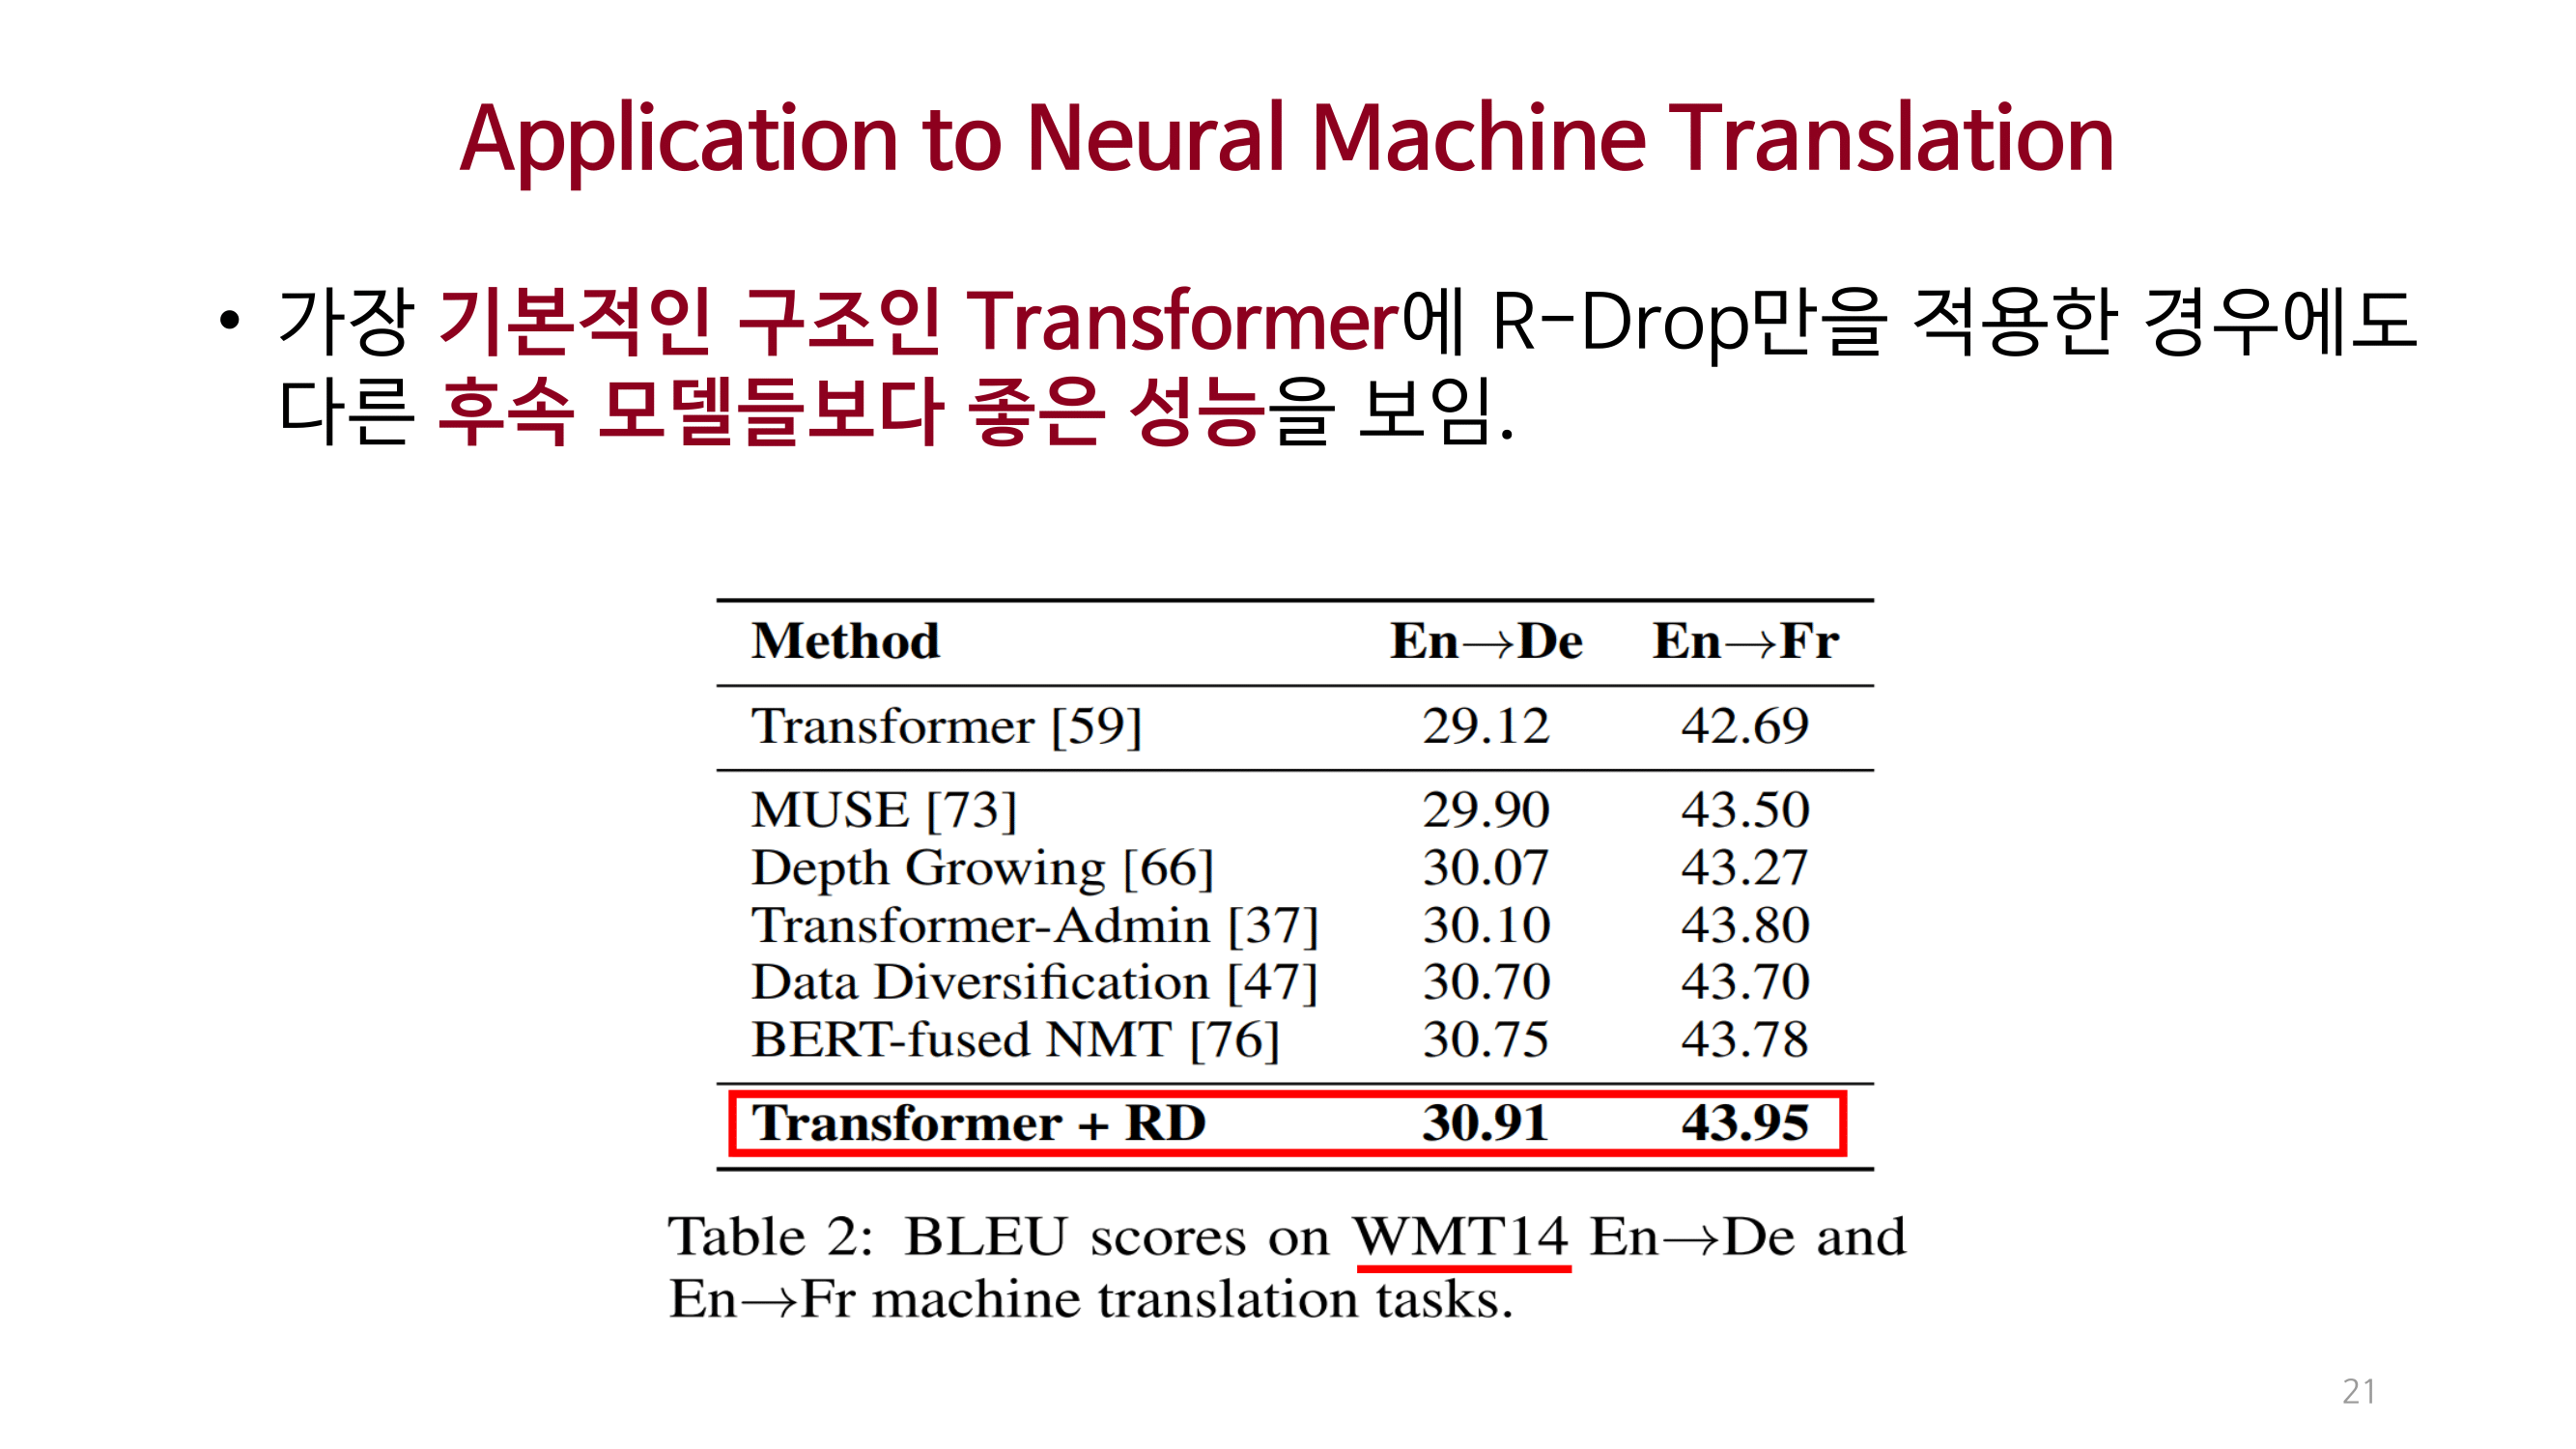 Application to Neural Machine Translation
• 가장 기본적인 구조인 Transformer에 R-Drop만을 적용한 경우에도
다른 후속 모델들보다 좋은 성능을 보임.
Method En→De En→Fr
Transformer [59] 29.12 42.69
MUSE [73] 29.90 43.50
Depth Growing [66] 30.07 43.27
Transformer-Admin [37] 30.10 43.80
Data Diversification [47] 30.70 43.70
BERT-fused NMT [76] 30.75 43.78
Transformer + RD 30.91 43.95
Table 2: BLEU scores on WMT14 En→De and
En→Fr machine translation tasks.
21